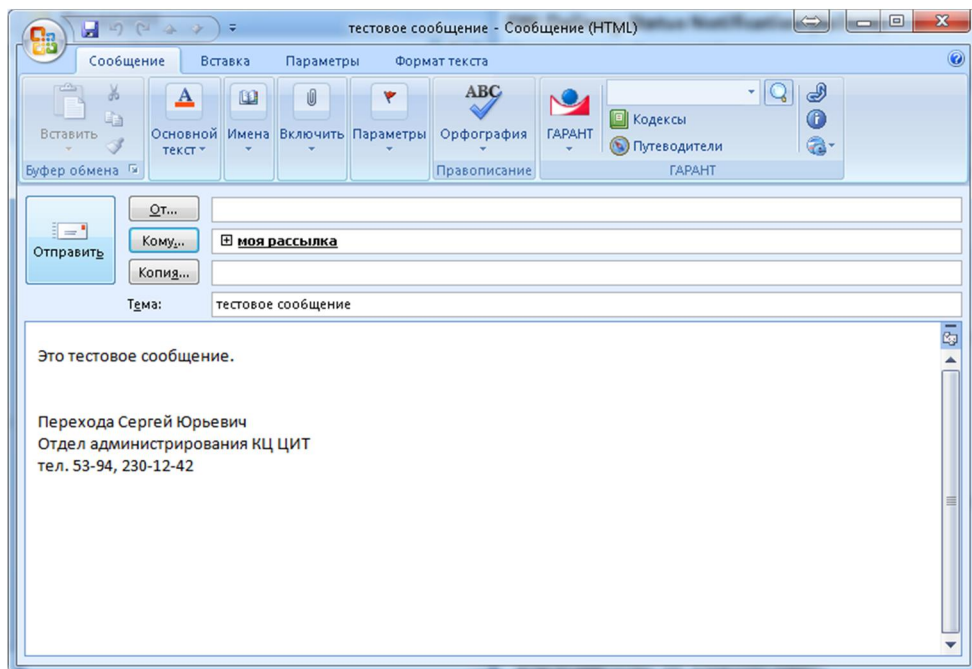 тестовое сообщение - Сообщение (HTML)
Сообщение Вставка Параметры Формат текста
Вставить
Основной текст
Имена
Включить
Параметры
ABC
Орфография
ГАРАНТ
Кодексы
Путеводители
Буфер обмена
Правописание
ГАРАНТ
Отправить
От...
Кому...
моя рассылка
Копия...
Тема:
тестовое сообщение
Это тестовое сообщение.
Перехода Сергей Юрьевич
Отдел администрирования КЦ ЦИТ
тел. 53-94, 230-12-42